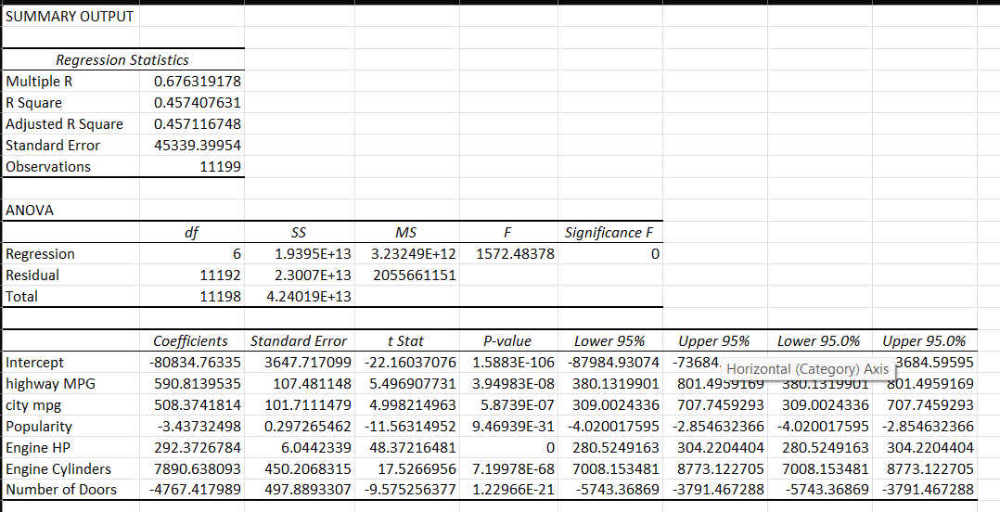 SUMMARY OUTPUT
Regression Statistics
Multiple R 0.676319178
R Square 0.457407631
Adjusted R Square 0.457116748
Standard Error 45339.39954
Observations 11199
ANOVA
df SS MS F Significance F
Regression 6 1.9395E+13 3.23249E+12 1572.48378 0
Residual 11192 2.3007E+13 2055661151
Total 11198 4.24019E+13
Coefficients Standard Error t Stat P-value Lower 95% Upper 95% Lower 95.0% Upper 95.0%
Intercept -80834.76335 3647.717099 -22.16037076 1.5883E-106 -87984.93074 -73684. Horizontal (Category) Axis 3684.59595
highway MPG 590.8139535 107.481148 5.496907731 3.94983E-08 380.1319901 801.4959169 380.1319901 801.4959169
city mpg 508.3741814 101.7111479 4.998214963 5.8739E-07 309.0024336 707.7459293 309.0024336 707.7459293
Popularity -3.43732498 0.297265462 -11.56314952 9.46939E-31 -4.020017595 -2.854632366 -4.020017595 -2.854632366
Engine HP 292.3726784 6.0442339 48.37216481 0 280.5249163 304.2204404 280.5249163 304.2204404
Engine Cylinders 7890.638093 450.2068315 17.5266956 7.19978E-68 7008.153481 8773.122705 7008.153481 8773.122705
Number of Doors -4767.417989 497.8893307 -9.575256377 1.22966E-21 -5743.36869 -3791.467288 -5743.36869 -3791.467288